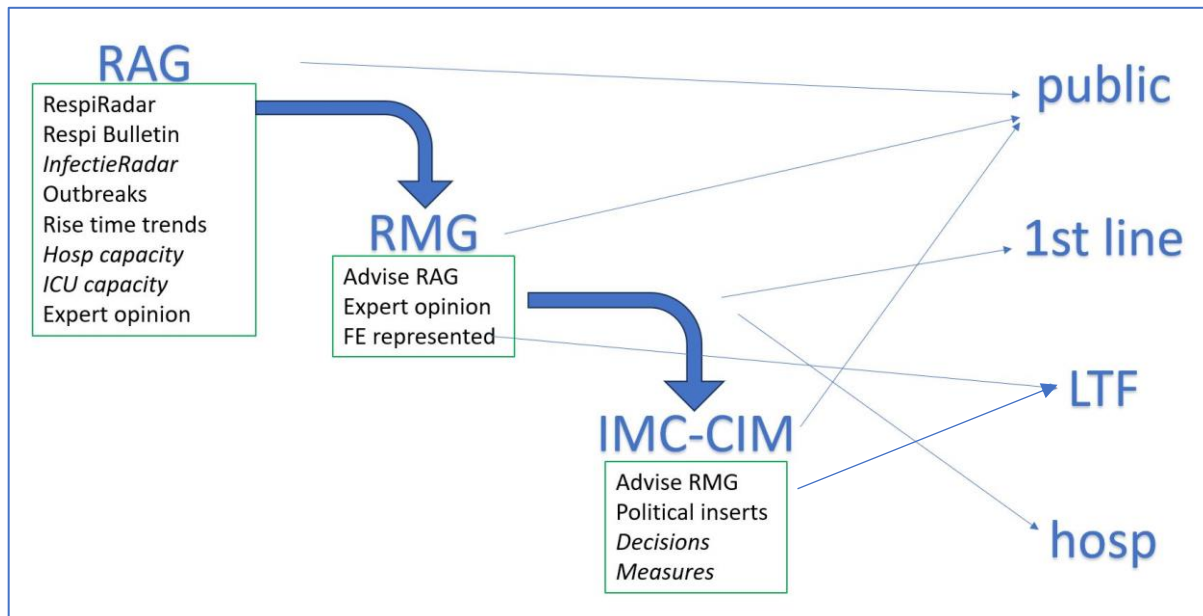 RAG
RespiRadar
Respi Bulletin
InfectieRadar
Outbreaks
Rise time trends
Hosp capacity
ICU capacity
Expert opinion
RMG
Advise RAG
Expert opinion
FE represented
IMC-CIM
Advise RMG
Political inserts
Decisions
Measures
public
1st line
LTF
hosp